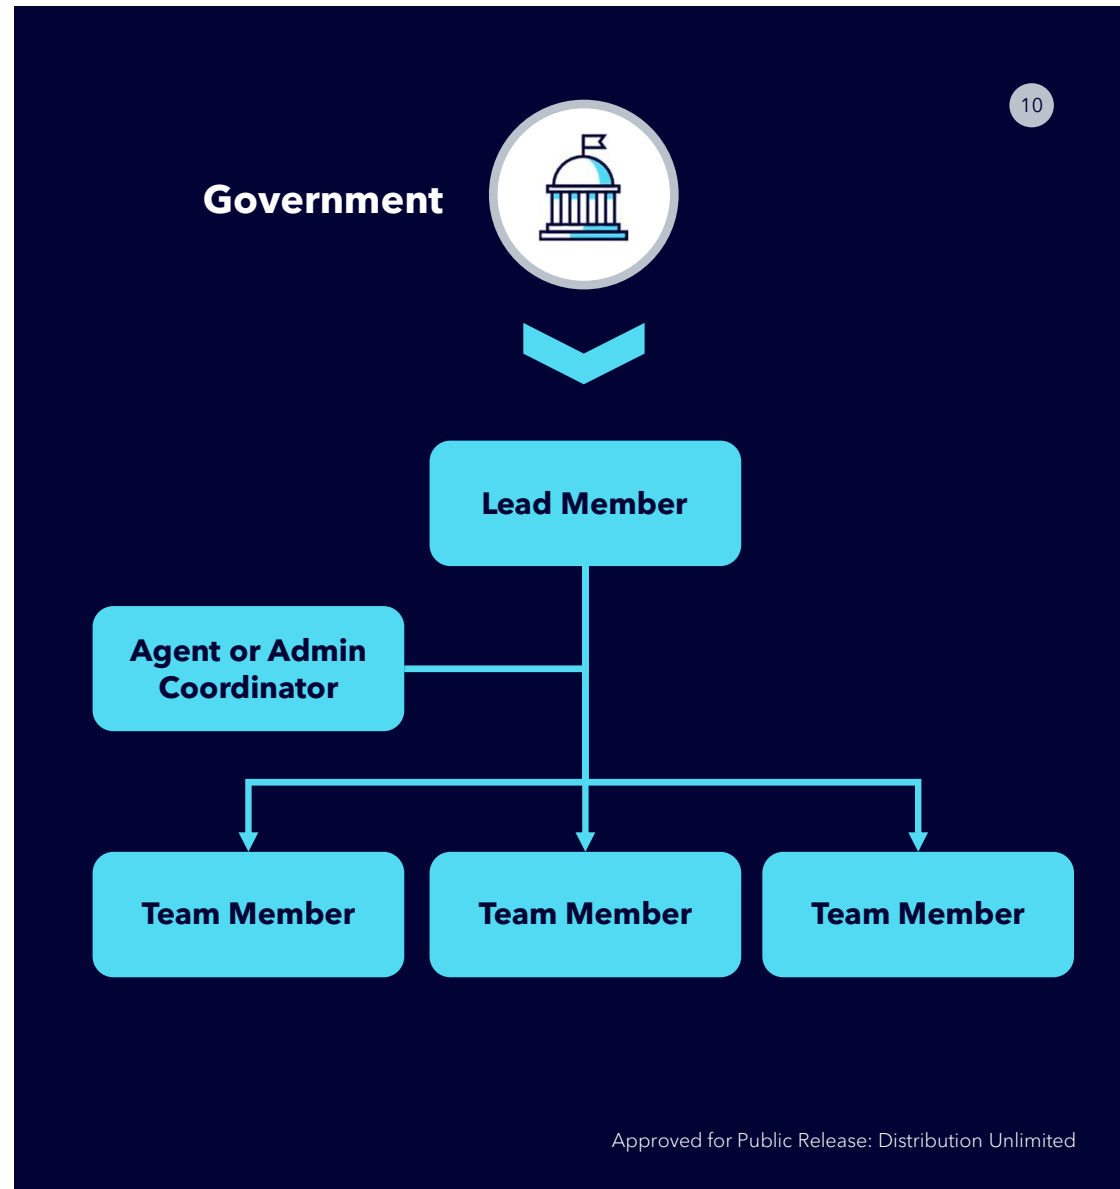 10
Government
Lead Member
Agent or Admin
Coordinator
Team Member
Team Member
Team Member
Approved for Public Release: Distribution Unlimited